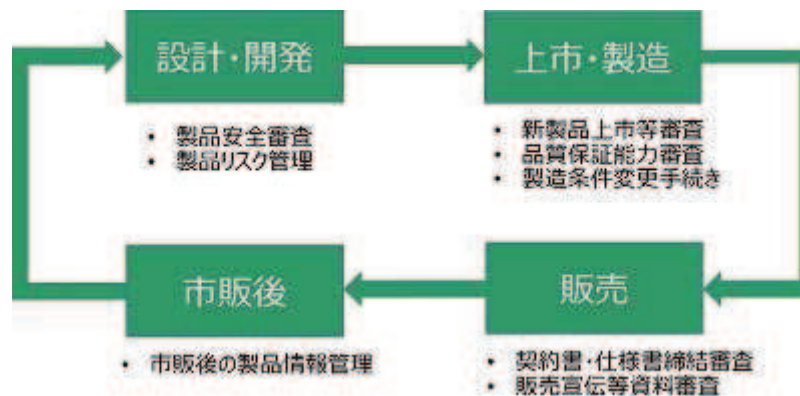 設計・開発
上市・製造
・ 製品安全審査
・ 製品リスク管理
・ 新製品上市等審査
・ 品質保証能力審査
・ 製造条件変更手続き
市販後
販売
・ 市販後の製品情報管理
・ 契約書・仕様書締結審査
・ 販売宣伝等資料審査